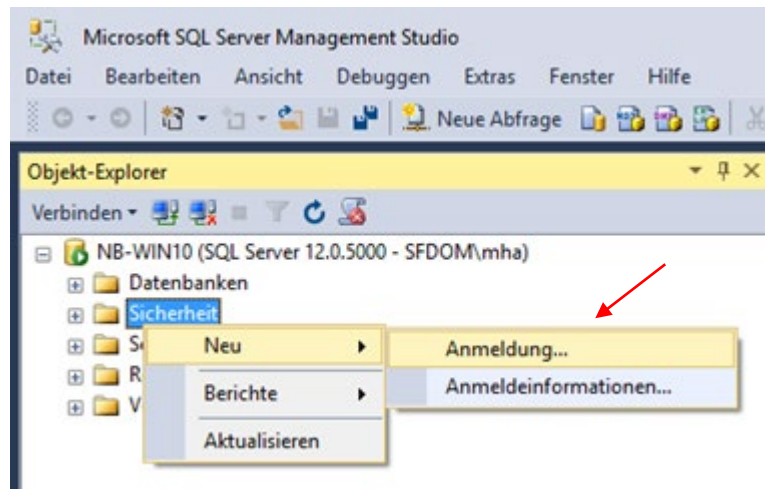 Microsoft SQL Server Management Studio
Datei Bearbeiten Ansicht Debuggen Extras Fenster Hilfe
Neue Abfrage
Objekt-Explorer
Verbinden
NB-WIN10 (SQL Server 12.0.5000 - SFDOM\mha)
Datenbanken
Sicherheit
Neu
Anmeldung...
Anmeldeinformationen...
Berichte
Aktualisieren